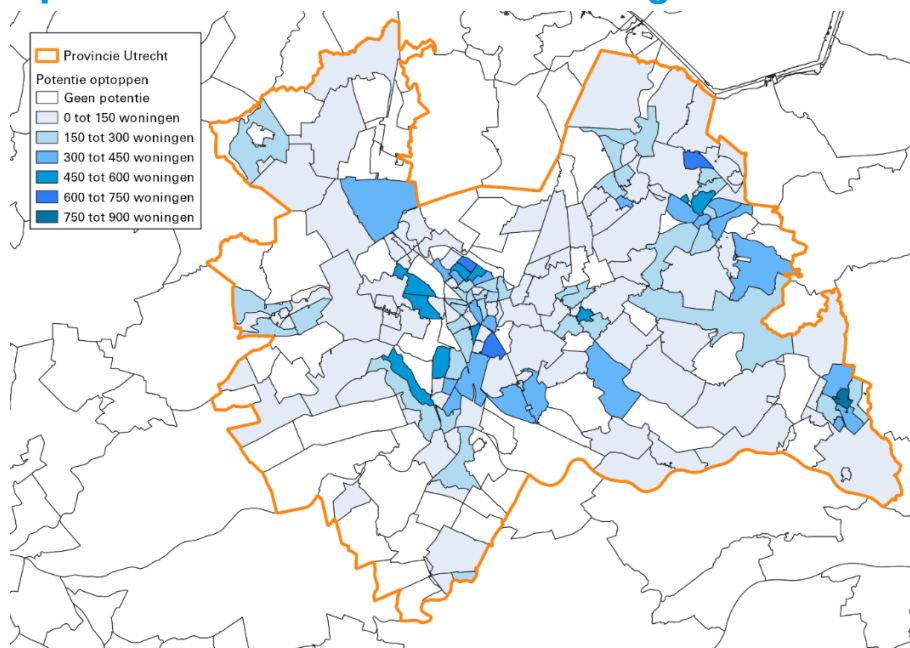 Provincie Utrecht
Potentie optoppen
Geen potentie
0 tot 150 woningen
150 tot 300 woningen
300 tot 450 woningen
450 tot 600 woningen
600 tot 750 woningen
750 tot 900 woningen